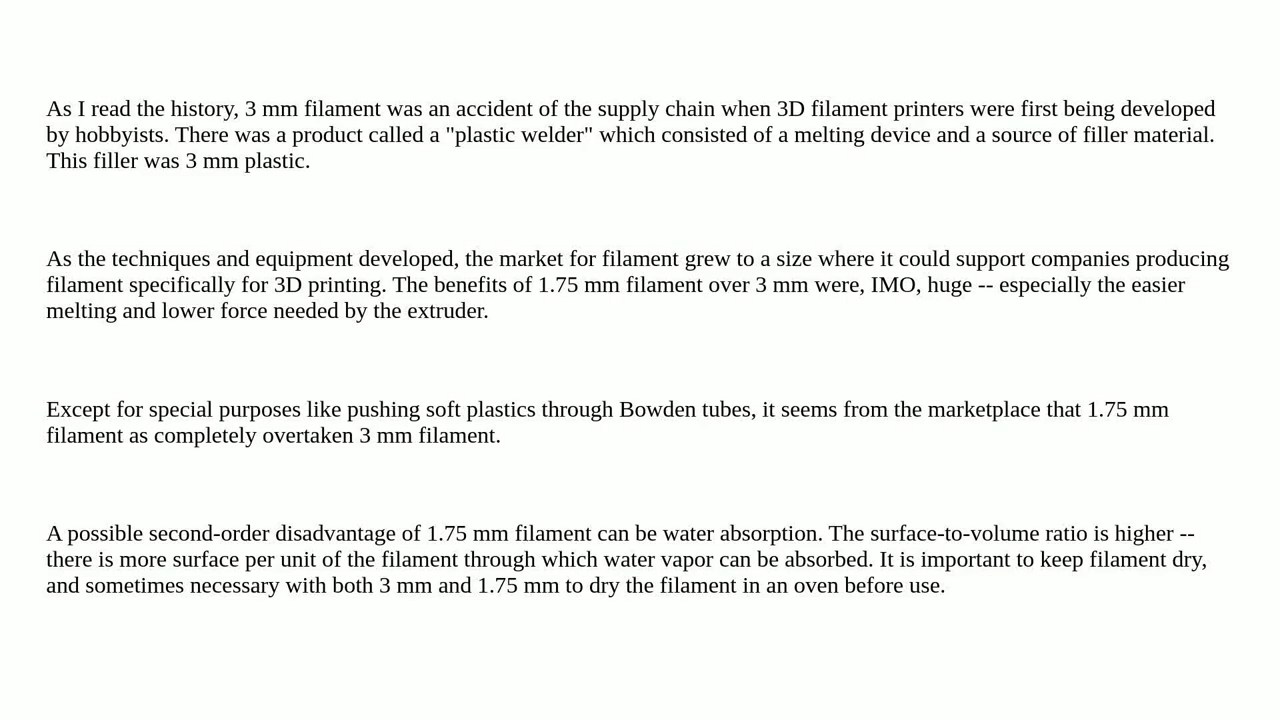 As I read the history, 3 mm filament was an accident of the supply chain when 3D filament printers were first being developed
by hobbyists. There was a product called a "plastic welder" which consisted of a melting device and a source of filler material.
This filler was 3 mm plastic.
As the techniques and equipment developed, the market for filament grew to a size where it could support companies producing
filament specifically for 3D printing. The benefits of 1.75 mm filament over 3 mm were, IMO, huge -- especially the easier
melting and lower force needed by the extruder.
Except for special purposes like pushing soft plastics through Bowden tubes, it seems from the marketplace that 1.75 mm
filament as completely overtaken 3 mm filament.
A possible second-order disadvantage of 1.75 mm filament can be water absorption. The surface-to-volume ratio is higher --
there is more surface per unit of the filament through which water vapor can be absorbed. It is important to keep filament dry,
and sometimes necessary with both 3 mm and 1.75 mm to dry the filament in an oven before use.